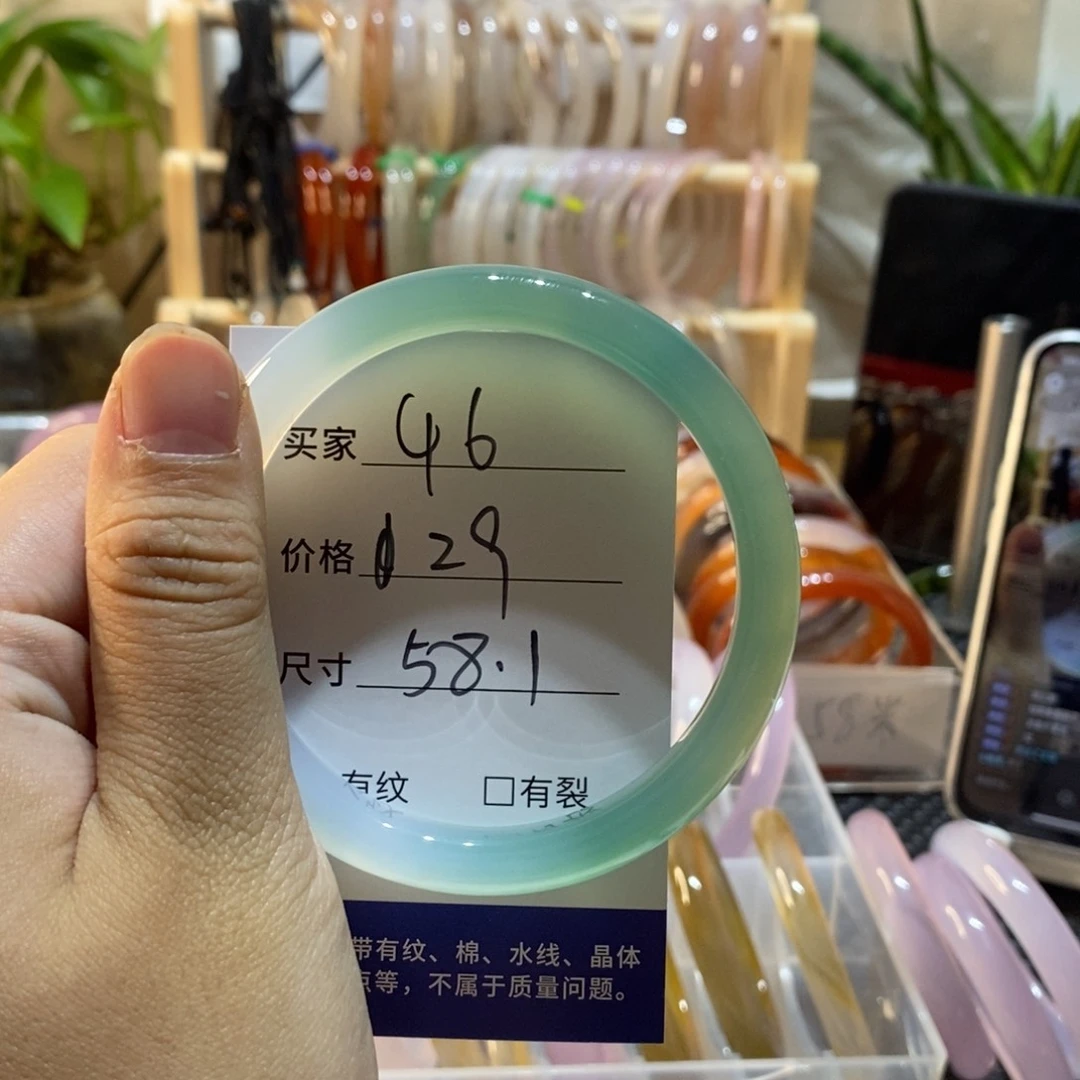 买家 46
价格 129
尺寸 58.1
有纹 □有裂
带有纹、棉、水线、晶体
点等，不属于质量问题。